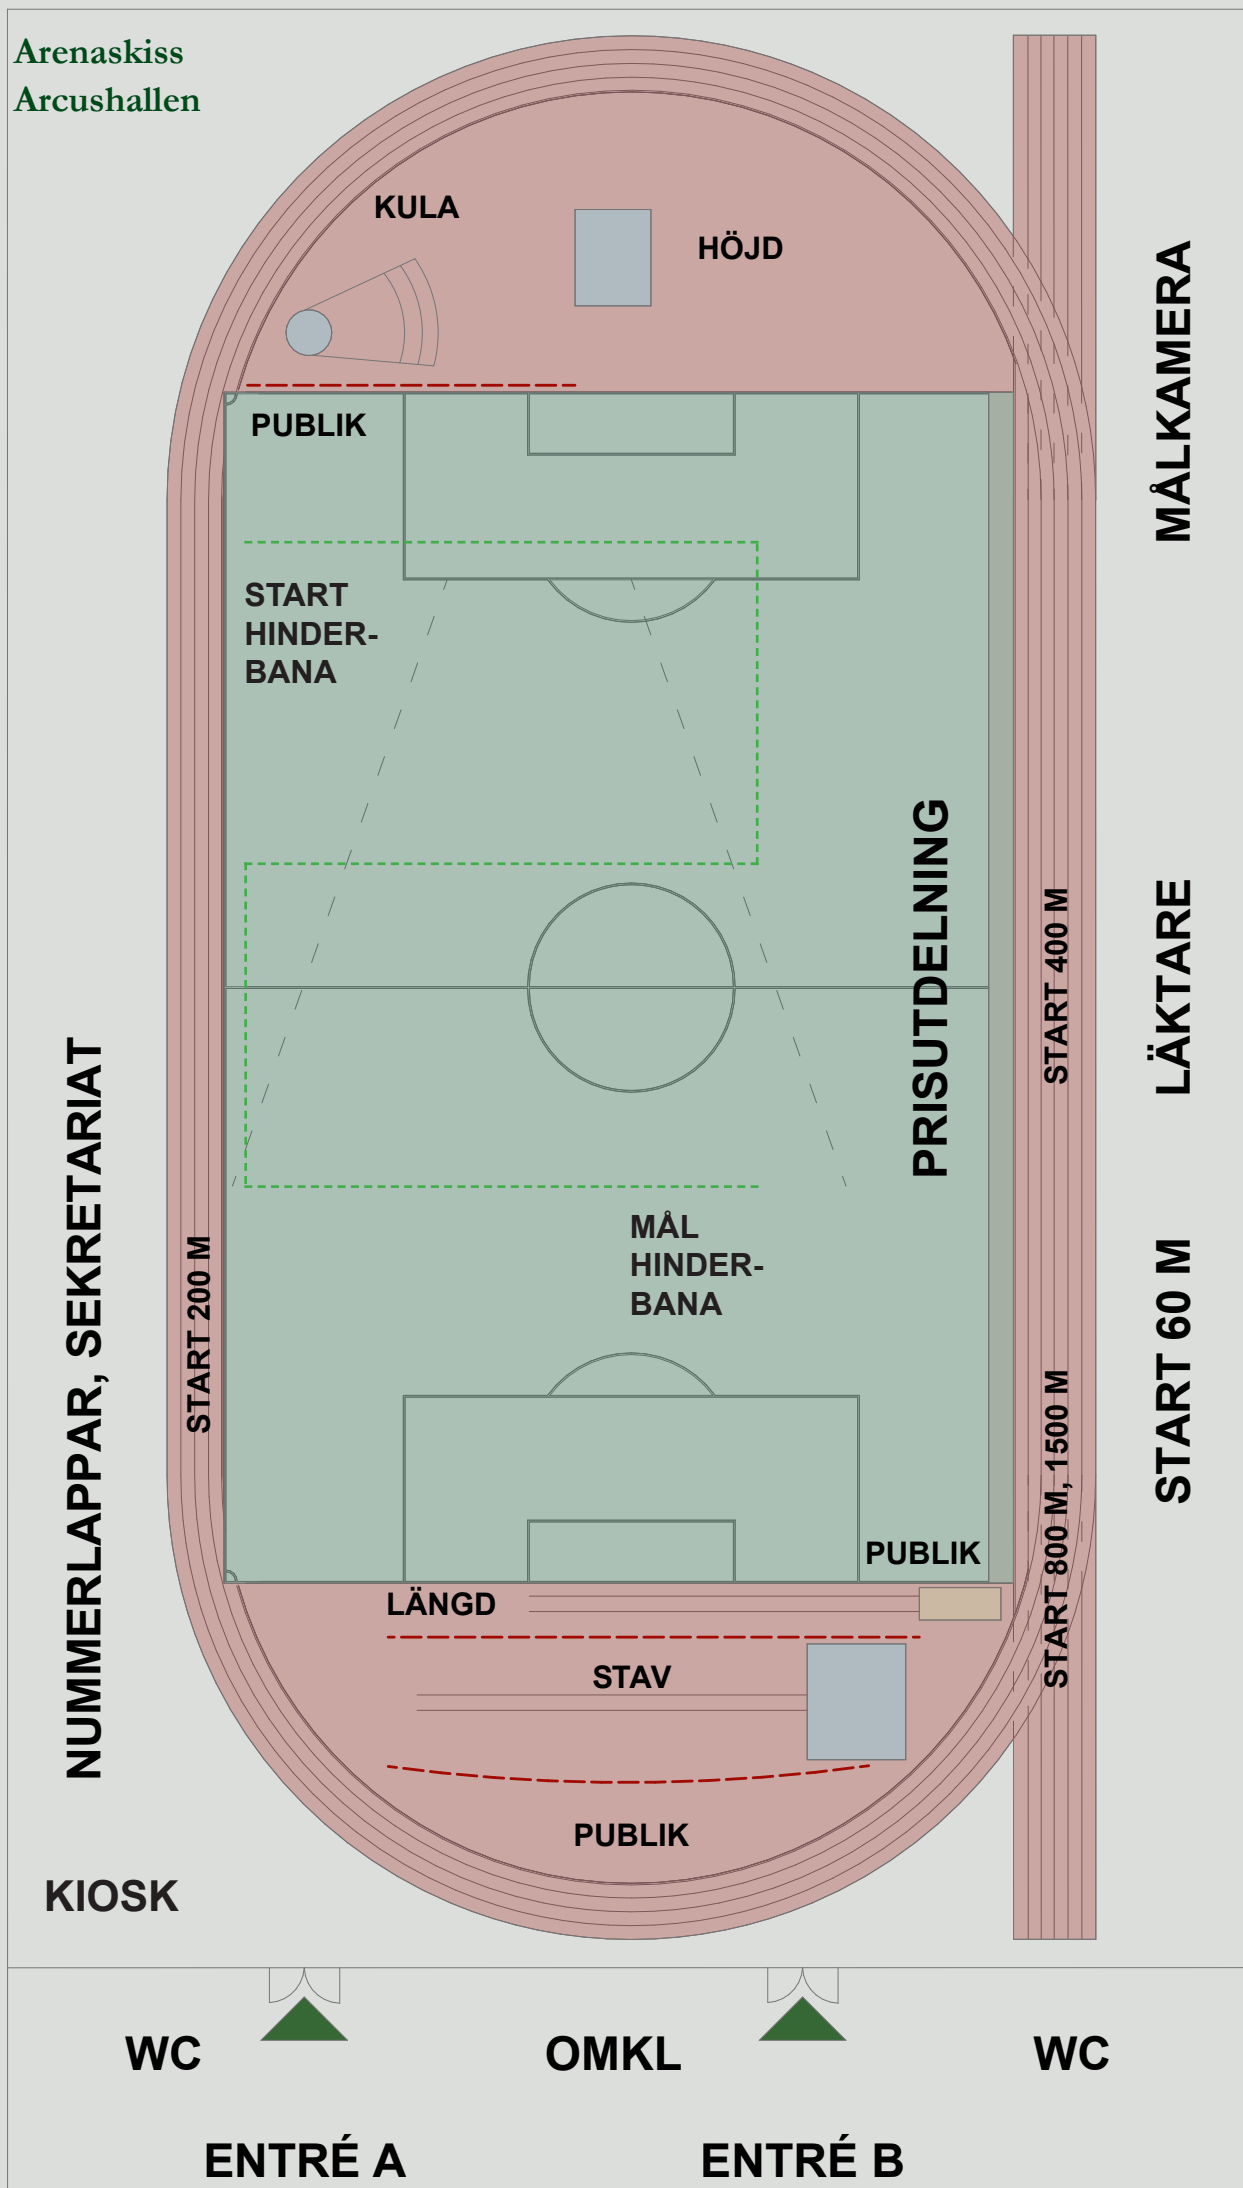 Arenaskiss
Arcushallen
KULA
HÖJD
MÅLKAMERA
PUBLIK
START
HINDER-
BANA
PRISUTDELNING
START 400 M
LÄKTARE
NUMMERLAPPAR, SEKRETARIAT
START 200 M
MÅL
HINDER-
BANA
START 60 M
START 800 M, 1500 M
PUBLIK
LÄNGD
STAV
PUBLIK
KIOSK
WC
OMKL
WC
ENTRÉ A
ENTRÉ B